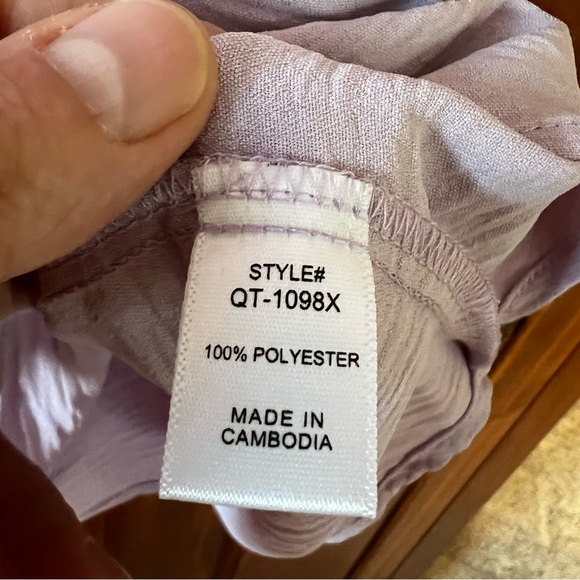 STYLE#
QT-1098X
100% POLYESTER
MADE IN
CAMBODIA